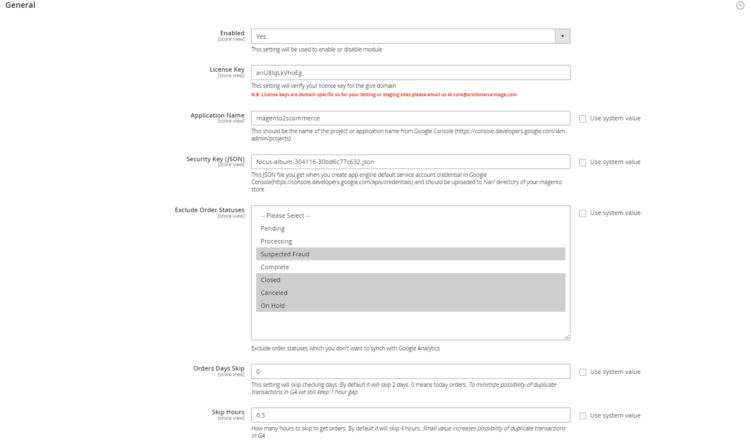 General
Enabled
[store view]
Yes
This setting will be used to enable or disable module
License Key
[store view]
anU8IqLkVhoEg
This setting will verify your license key for the give domain
N.B: License keys are domain specific so for your testing or staging sites please email us at core@scommerce-mage.com
Application Name
[store view]
magento2scommerce
Use system value
This should be the name of the project or application name from Google Console (https://console.developers.google.com/iam-
admin/projects)
Security Key (JSON)
[store view]
focus-album-304116-30bd6c77c632.json
Use system value
This JSON file you get when you create app engine default service account credential in Google
Console(https://console.developers.google.com/apis/credentials) and should be uploaded to /var/ directory of your magento
store
Exclude Order Statuses
[store view]
-- Please Select --
Pending
Processing
Suspected Fraud
Complete
Closed
Canceled
On Hold
Use system value
Exclude order statuses which you don't want to synch with Google Analytics
Orders Days Skip
[store view]
0
Use system value
This setting will skip checking days. By default it will skip 2 days. 0 means today orders. To minimize possibility of duplicate
transactions in GA we still keep 1 hour gap
Skip Hours
[store view]
0.5
Use system value
How many hours to skip to get orders. By default it will skip 4 hours. Small value increases possibility of duplicate transactions
in GA